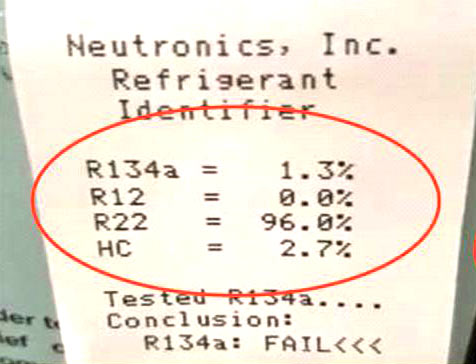 Neutronics, Inc.
Refrigerant
Identifier
R134a = 1.3%
R12 = 0.0%
R22 = 96.0%
HC = 2.7%
Tested R134a....
Conclusion:
R134a: FAIL<<<